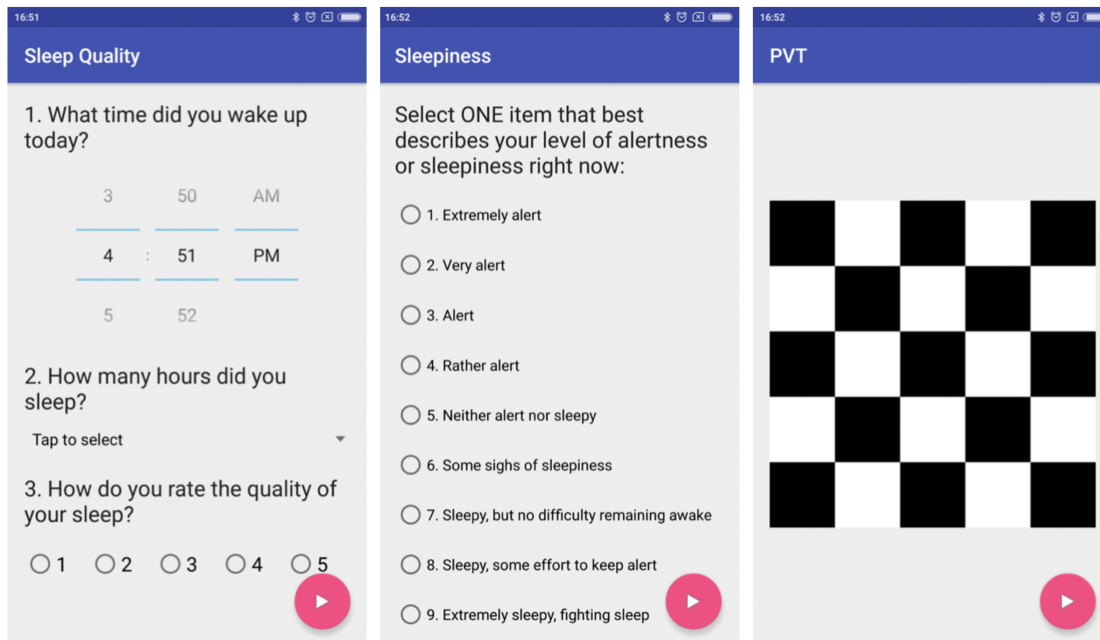 16:51
Sleep Quality
1. What time did you wake up
today?
3 50 AM
4 : 51 PM
5 52
2. How many hours did you
sleep?
Tap to select
3. How do you rate the quality of
your sleep?
1 2 3 4 5
16:52
Sleepiness
Select ONE item that best
describes your level of alertness
or sleepiness right now:
1. Extremely alert
2. Very alert
3. Alert
4. Rather alert
5. Neither alert nor sleepy
6. Some sighs of sleepiness
7. Sleepy, but no difficulty remaining awake
8. Sleepy, some effort to keep alert
9. Extremely sleepy, fighting sleep
16:52
PVT